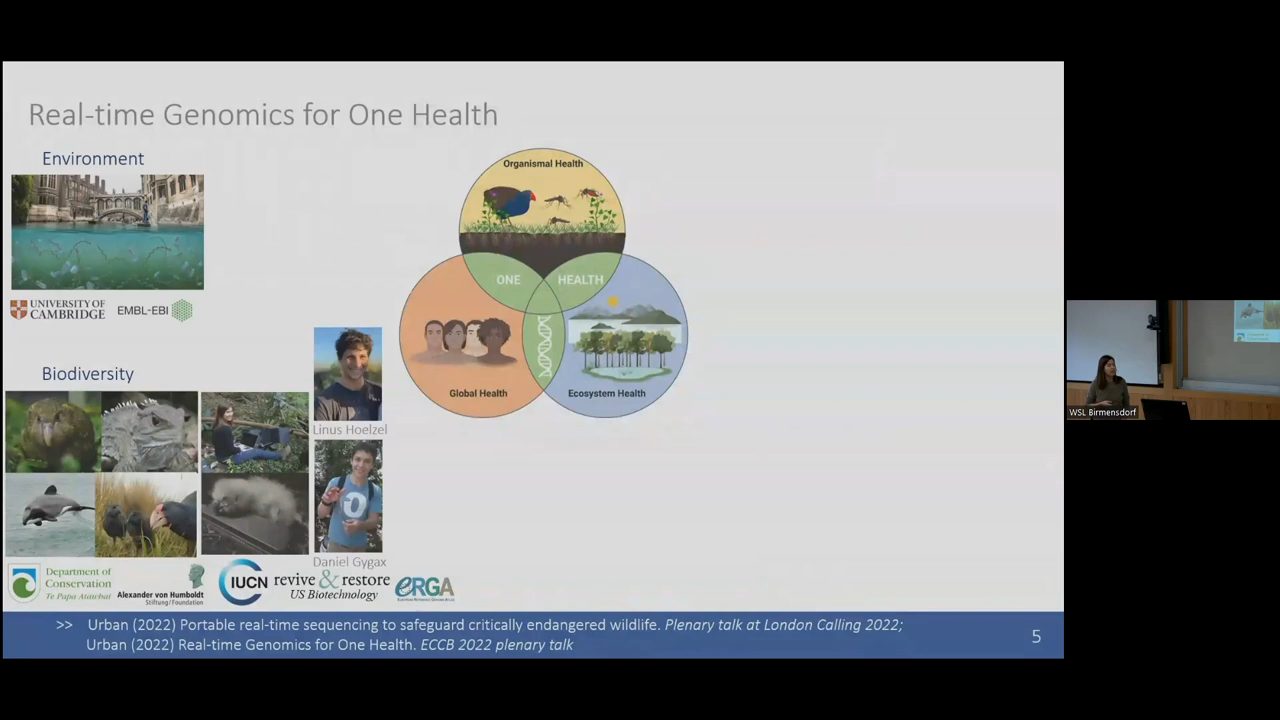 Real-time Genomics for One Health
Environment
UNIVERSITY OF
CAMBRIDGE
EMBL-EBI
Biodiversity
Linus Hoelzel
Daniel Gygax
Organismal Health
ONE
HEALTH
Global Health
Ecosystem Health
Department of
Conservation
Te Papa Atawbai
Alexander von Humboldt
Stiftung/Foundation
IUCN
revive & restore
US Biotechnology
eRGA
>> Urban (2022) Portable real-time sequencing to safeguard critically endangered wildlife. Plenary talk at London Calling 2022;
Urban (2022) Real-time Genomics for One Health. ECCB 2022 plenary talk
5
WSL Birmensdorf